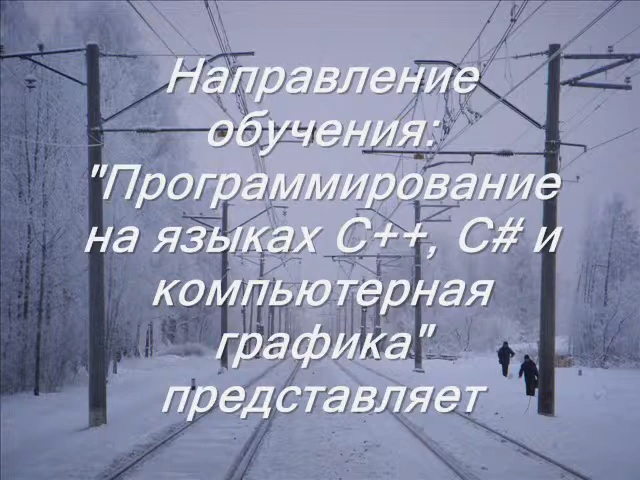 Направление
обучения:
"Программирование
на языках C++, C# и
компьютерная
графика"
представляет